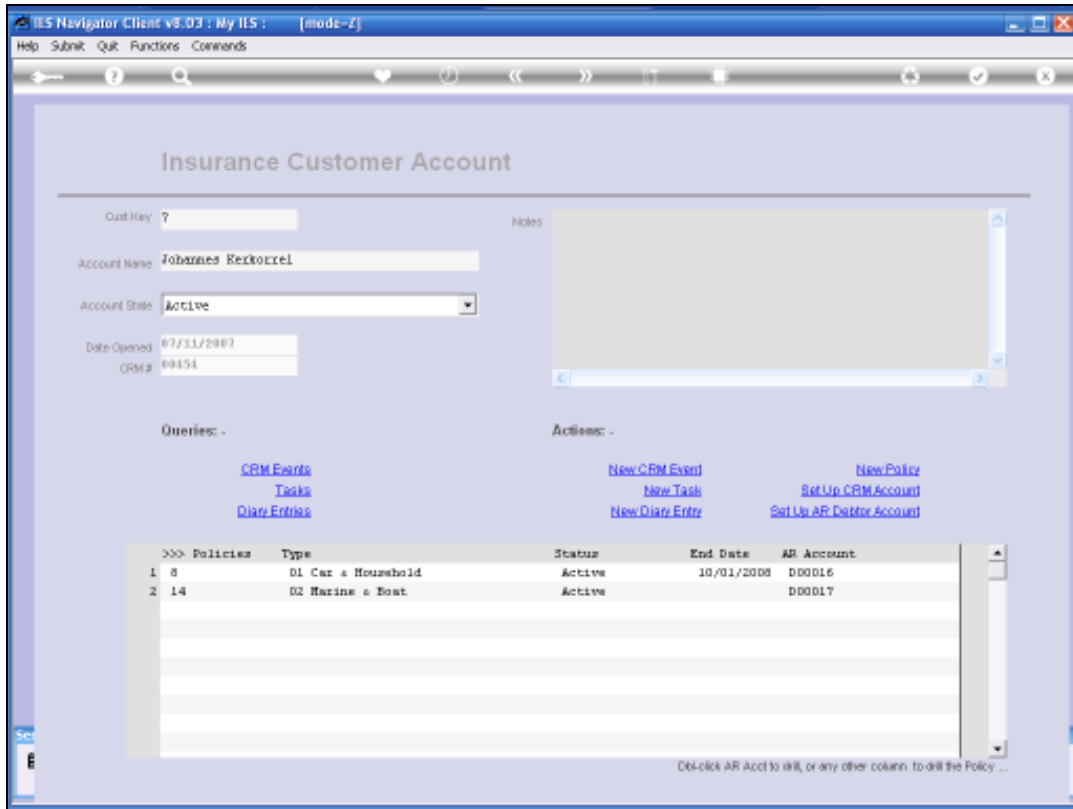 IES Navigator Client v8.03 : My IES : [mode=Z]
Help Submit Quit Functions Commands
Insurance Customer Account
Cust Key 7
Notes
Account Name Johannes Kerkorrel
Account State Active
Date Opened 07/11/2007
CRM # 00454
Queries: -
Actions: -
CRM Events New CRM Event New Policy
Tasks New Task Set Up CRM Account
Diary Entries New Diary Entry Set Up AR Debtor Account
>>> Policies Type Status End Date AR Account
1 8 01 Car & Household Active 10/01/2008 D00016
2 14 02 Marine & Boat Active D00017
Dbl-click AR Acct to drill, or any other column to drill the Policy ...